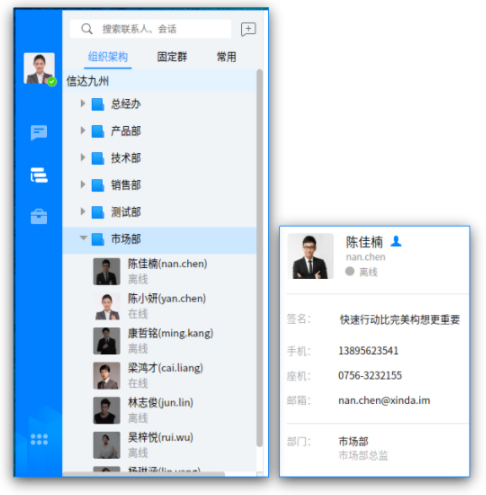 搜索联系人、会话
组织架构 固定群 常用
信达九州
总经办
产品部
技术部
销售部
测试部
市场部
陈佳楠(nan.chen)
离线
陈小妍(yan.chen)
在线
康哲铭(ming.kang)
离线
梁鸿才(cai.liang)
在线
林志俊(jun.lin)
离线
吴梓悦(rui.wu)
离线
陈佳楠
nan.chen
离线
签名： 快速行动比完美构想更重要
手机： 13895623541
座机： 0756-3232155
邮箱： nan.chen@xinda.im
部门： 市场部
市场部总监